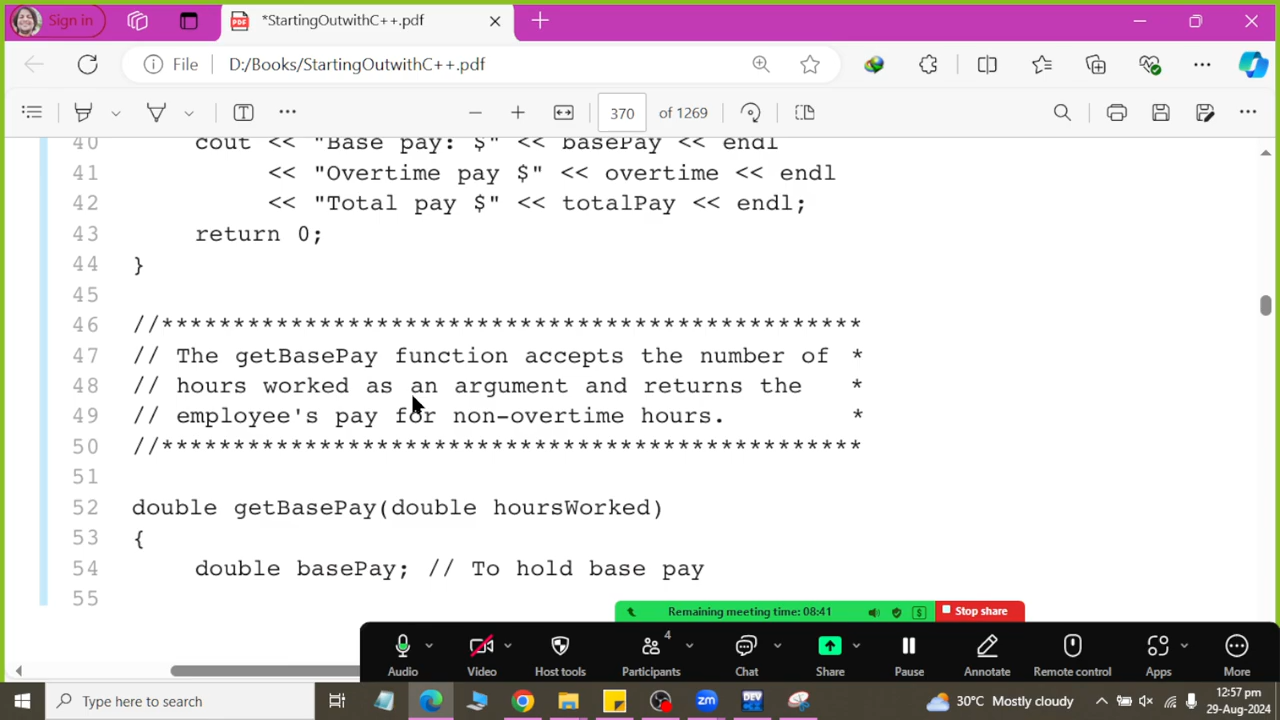 Sign in
*StartingOutwithC++.pdf
File D:/Books/StartingOutwithC++.pdf
370 of 1269
40 cout << "Base pay: $" << basePay << endl
41 << "Overtime pay $" << overtime << endl
42 << "Total pay $" << totalPay << endl;
43 return 0;
44 }
45
46 //*************************************************
47 // The getBasePay function accepts the number of *
48 // hours worked as an argument and returns the *
49 // employee's pay for non-overtime hours. *
50 //*************************************************
51
52 double getBasePay(double hoursWorked)
53 {
54 double basePay; // To hold base pay
55
Remaining meeting time: 08:41 Stop share
4
Audio Video Host tools Participants Chat Share Pause Annotate Remote control Apps More
Type here to search
zm
DEV
30°C Mostly cloudy
12:57 pm
29-Aug-2024